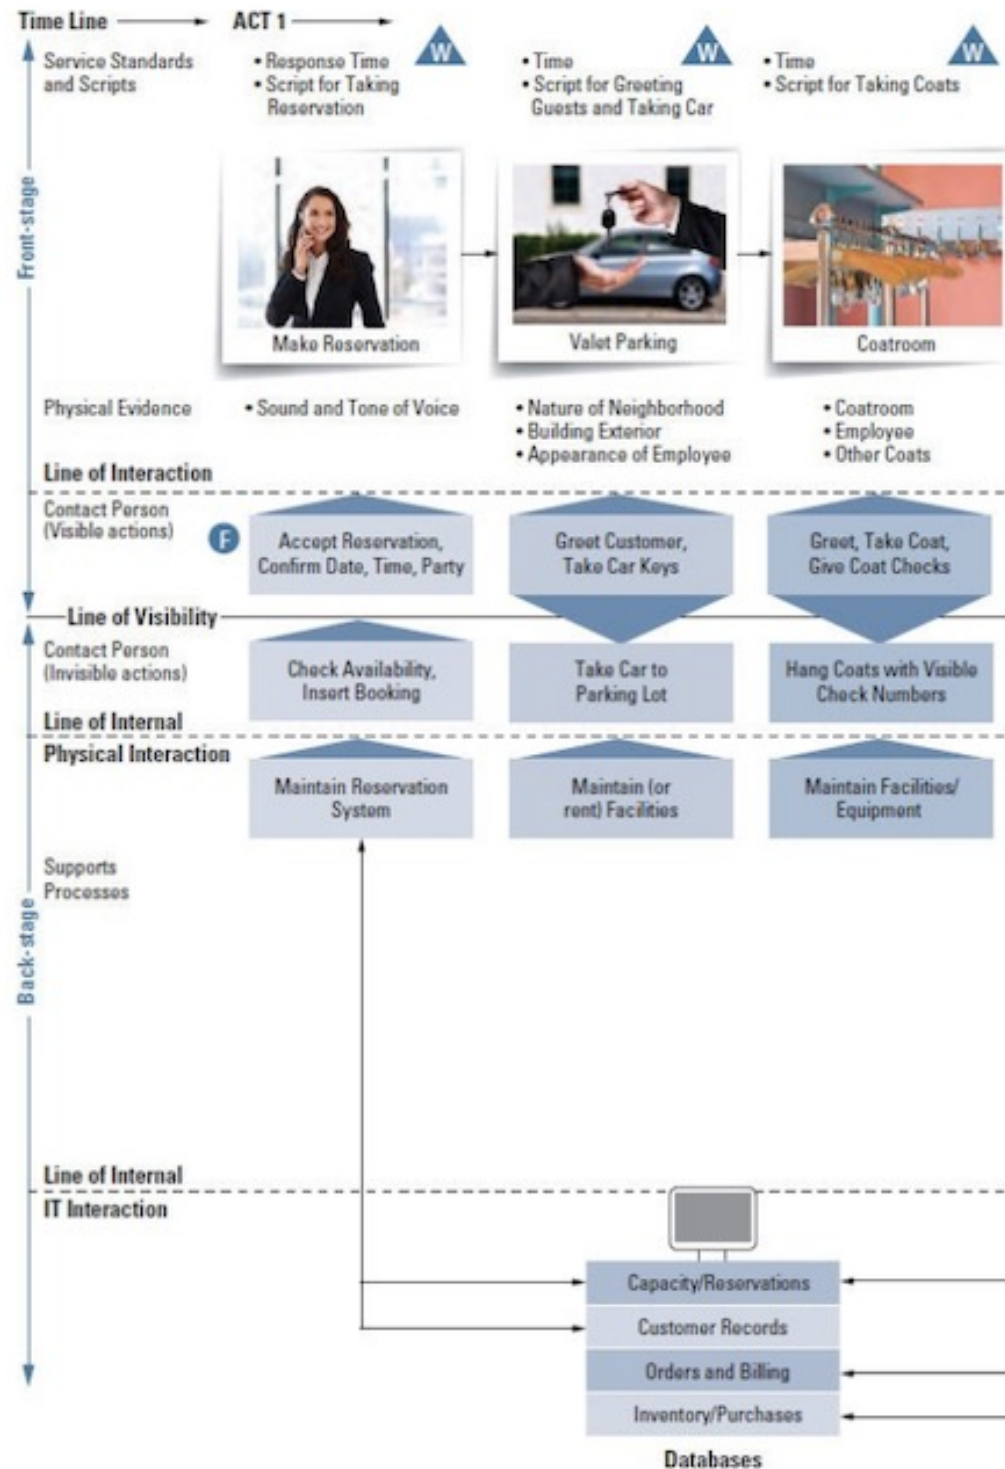 Time Line
ACT 1
Service Standards
and Scripts
• Response Time
• Script for Taking
Reservation
W
• Time
• Script for Greeting
Guests and Taking Car
W
• Time
• Script for Taking Coats
W
Front-stage
Make Reservation
Valet Parking
Coatroom
Physical Evidence
• Sound and Tone of Voice
• Nature of Neighborhood
• Building Exterior
• Appearance of Employee
• Coatroom
• Employee
• Other Coats
Line of Interaction
Contact Person
(Visible actions)
F
Accept Reservation,
Confirm Date, Time, Party
Greet Customer,
Take Car Keys
Greet, Take Coat,
Give Coat Checks
Line of Visibility
Contact Person
(Invisible actions)
Check Availability,
Insert Booking
Take Car to
Parking Lot
Hang Coats with Visible
Check Numbers
Line of Internal
Physical Interaction
Maintain Reservation
System
Maintain (or
rent) Facilities
Maintain Facilities/
Equipment
Supports
Processes
Back-stage
Line of Internal
IT Interaction
Capacity/Reservations
Customer Records
Orders and Billing
Inventory/Purchases
Databases